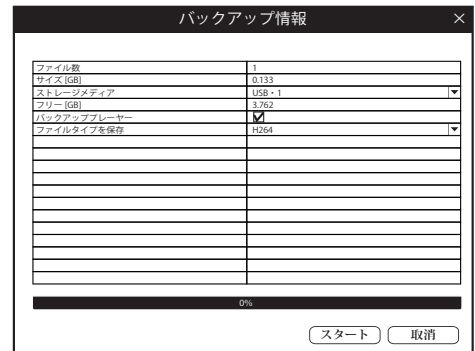 バックアップ情報 ×
ファイル数 1
サイズ [GB] 0.133
ストレージメディア USB・1
フリー [GB] 3.762
バックアッププレーヤー
ファイルタイプを保存 H264
0%
スタート 取消